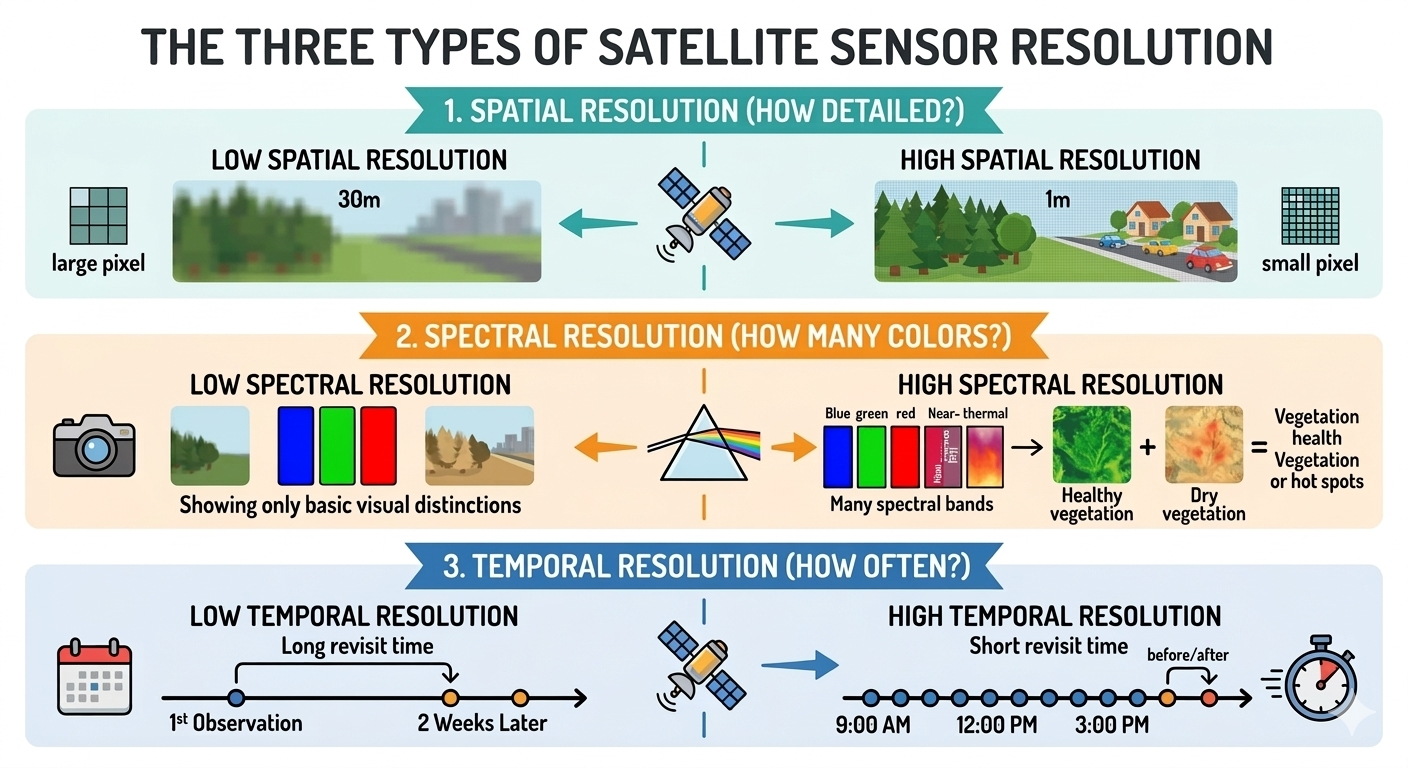 THE THREE TYPES OF SATELLITE SENSOR RESOLUTION
1. SPATIAL RESOLUTION (HOW DETAILED?)
LOW SPATIAL RESOLUTION
30m
large pixel
HIGH SPATIAL RESOLUTION
1m
small pixel
2. SPECTRAL RESOLUTION (HOW MANY COLORS?)
LOW SPECTRAL RESOLUTION
Showing only basic visual distinctions
HIGH SPECTRAL RESOLUTION
Blue green red Near- thermal
Many spectral bands
Healthy
vegetation
+
Dry
vegetation
=
Vegetation
health
Vegetation
or hot spots
3. TEMPORAL RESOLUTION (HOW OFTEN?)
LOW TEMPORAL RESOLUTION
Long revisit time
1st Observation
2 Weeks Later
HIGH TEMPORAL RESOLUTION
Short revisit time
before/after
9:00 AM 12:00 PM 3:00 PM